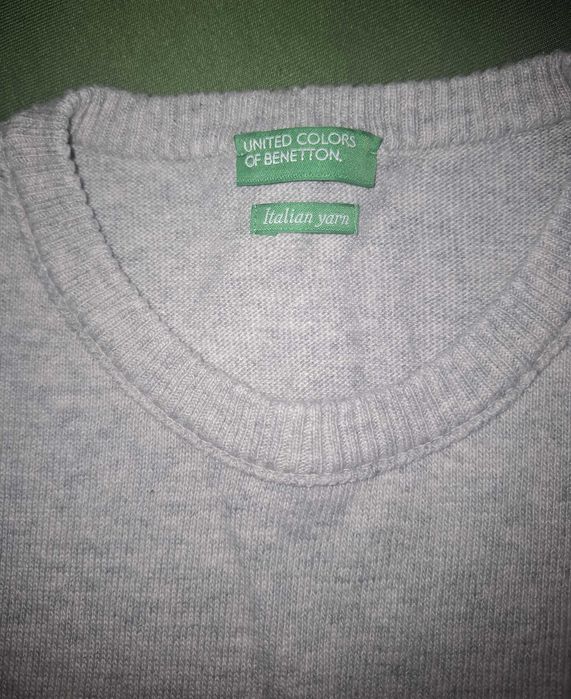 UNITED COLORS
OF BENETTON.
Italian yarn